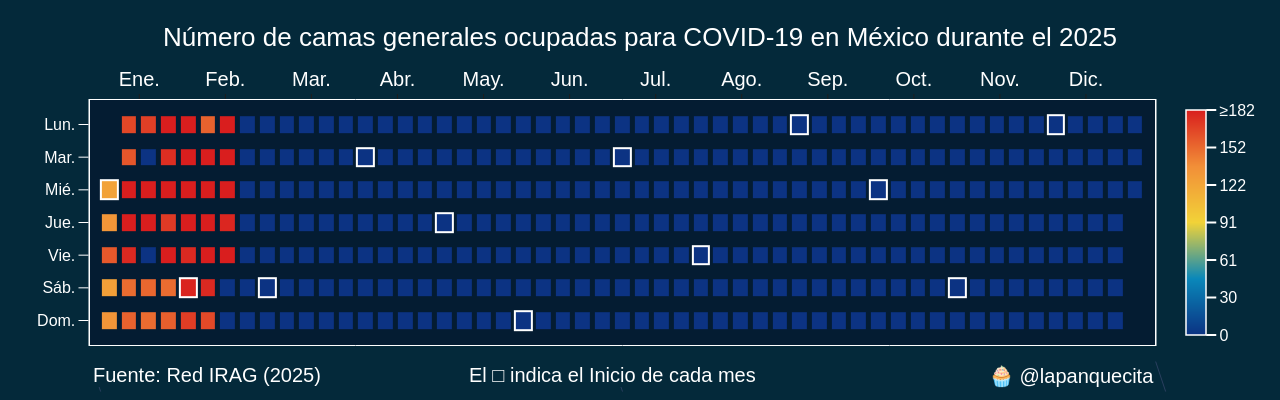 Número de camas generales ocupadas para COVID-19 en México durante el 2025
Ene. Feb. Mar. Abr. May. Jun. Jul. Ago. Sep. Oct. Nov. Dic.
Lun.
Mar.
Mié.
Jue.
Vie.
Sáb.
Dom.
≥182
152
122
91
61
30
0
Fuente: Red IRAG (2025)
El □ indica el Inicio de cada mes
🧁 @lapanquecita